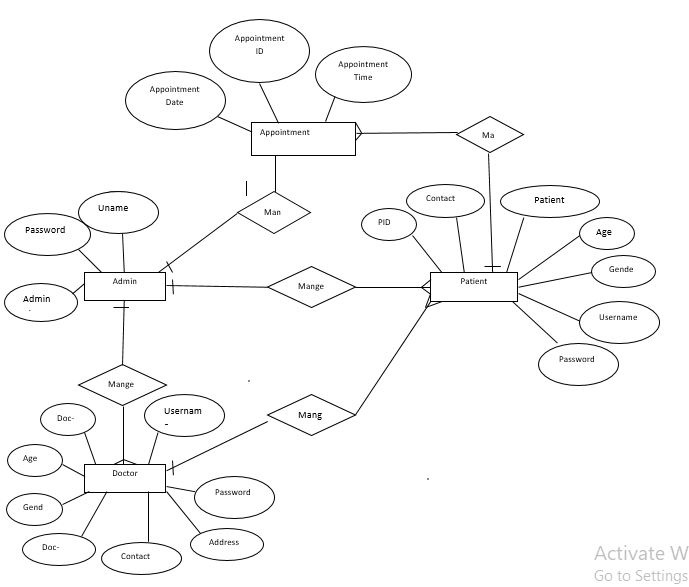 Appointment
ID
Appointment
Time
Appointment
Date
Appointment
Ma
Uname
Man
Contact
Patient
PID
Password
Age
Gende
Admin
Mange
Patient
Admin
Username
Password
Mange
Doc-
Usernam
-
Mang
Age
Doctor
Password
Gend
Doc-
Contact
Address
Activate W
Go to Settings